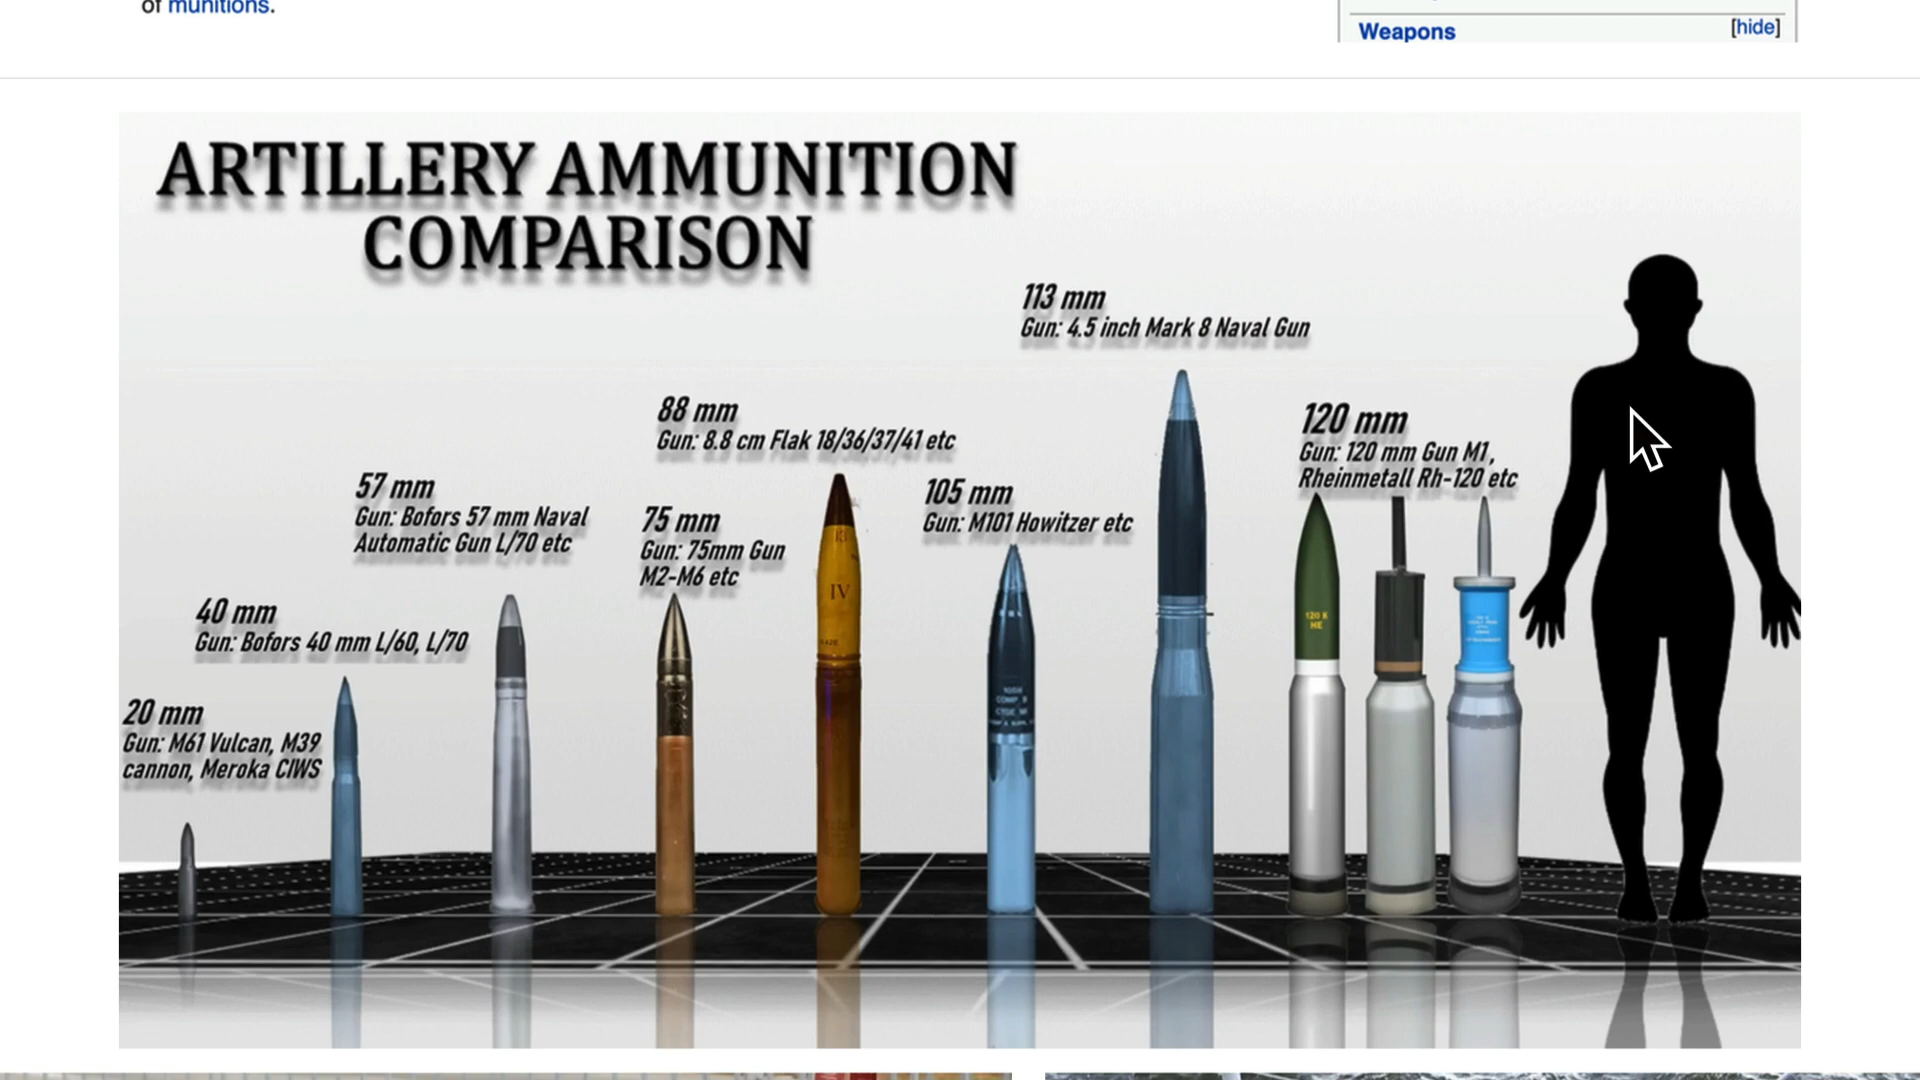 of munitions.
Weapons
[hide]
ARTILLERY AMMUNITION
COMPARISON
113 mm
Gun: 4.5 inch Mark 8 Naval Gun
88 mm
Gun: 8.8 cm Flak 18/36/37/41 etc
120 mm
Gun: 120 mm Gun M1,
Rheinmetall Rh-120 etc
57 mm
Gun: Bofors 57 mm Naval
Automatic Gun L/70 etc
75 mm
Gun: 75mm Gun
M2-M6 etc
105 mm
Gun: M101 Howitzer etc
40 mm
Gun: Bofors 40 mm L/60, L/70
20 mm
Gun: M61 Vulcan, M39
cannon, Meroka CIWS
IV
120 K
HE
COMP B